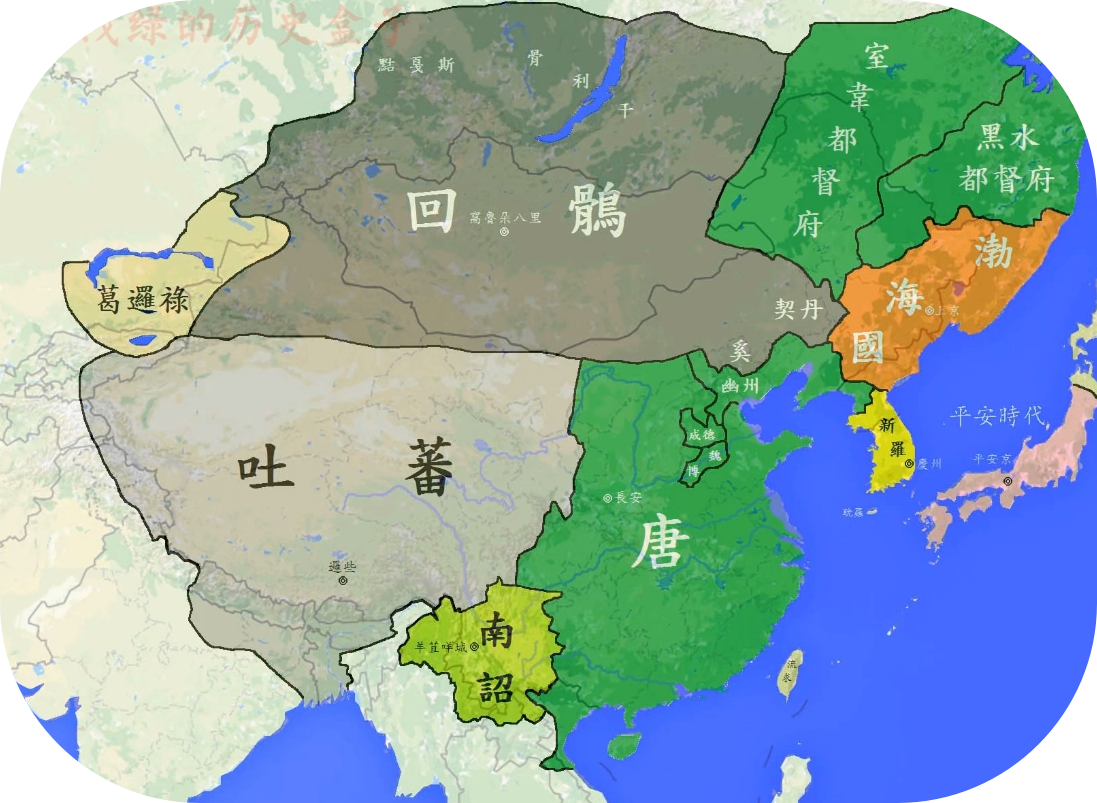 浅绿的历史盒子
黠戛斯
骨利干
室韋都督府
黑水
都督府
回鶻
窩魯朵八里
葛邏祿
契丹
奚
渤海國
上京
幽州
成德
魏博
新羅
慶州
平安時代
平安京
耽羅
長安
唐
吐蕃
邏些
南詔
羊苴咩城
流求